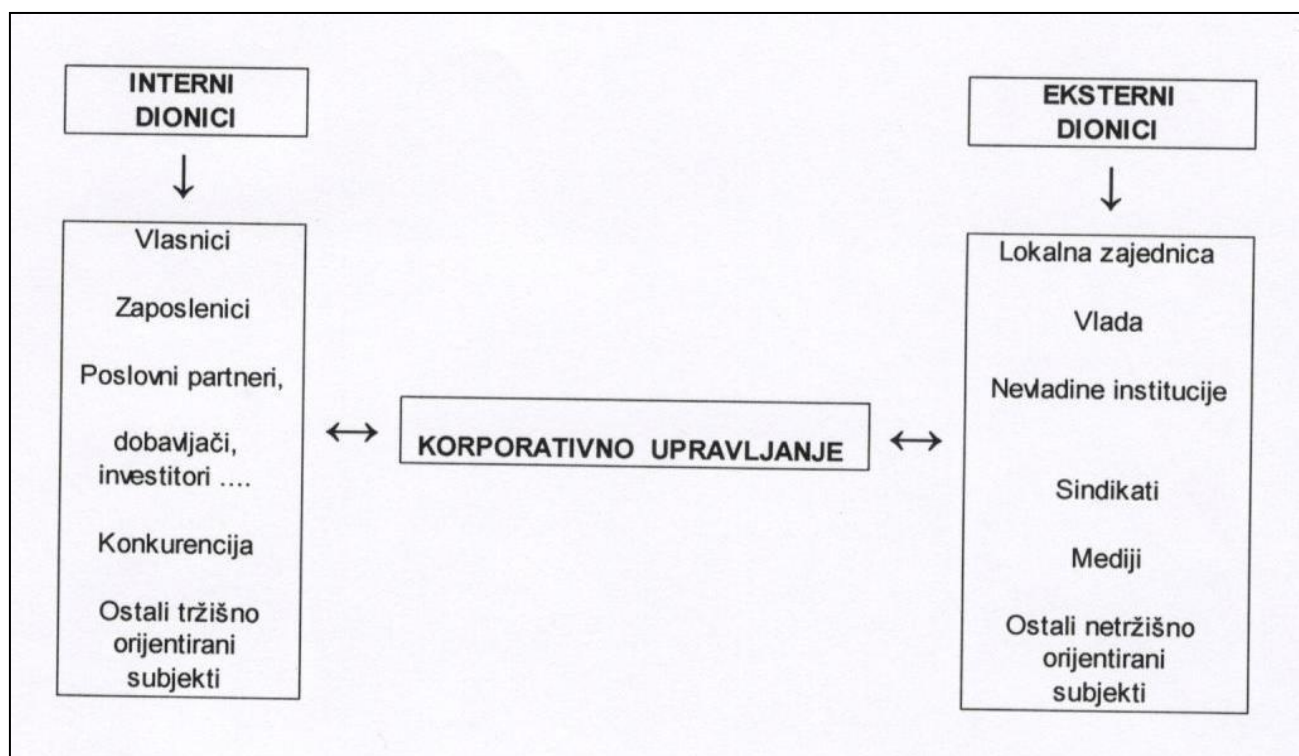 INTERNI
DIONICI
Vlasnici
Zaposlenici
Poslovni partneri,
dobavljači,
investitori ....
Konkurencija
Ostali tržišno
orijentirani
subjekti
KORPORATIVNO UPRAVLJANJE
EKSTERNI
DIONICI
Lokalna zajednica
Vlada
Nevladine institucije
Sindikati
Mediji
Ostali netržišno
orijentirani
subjekti